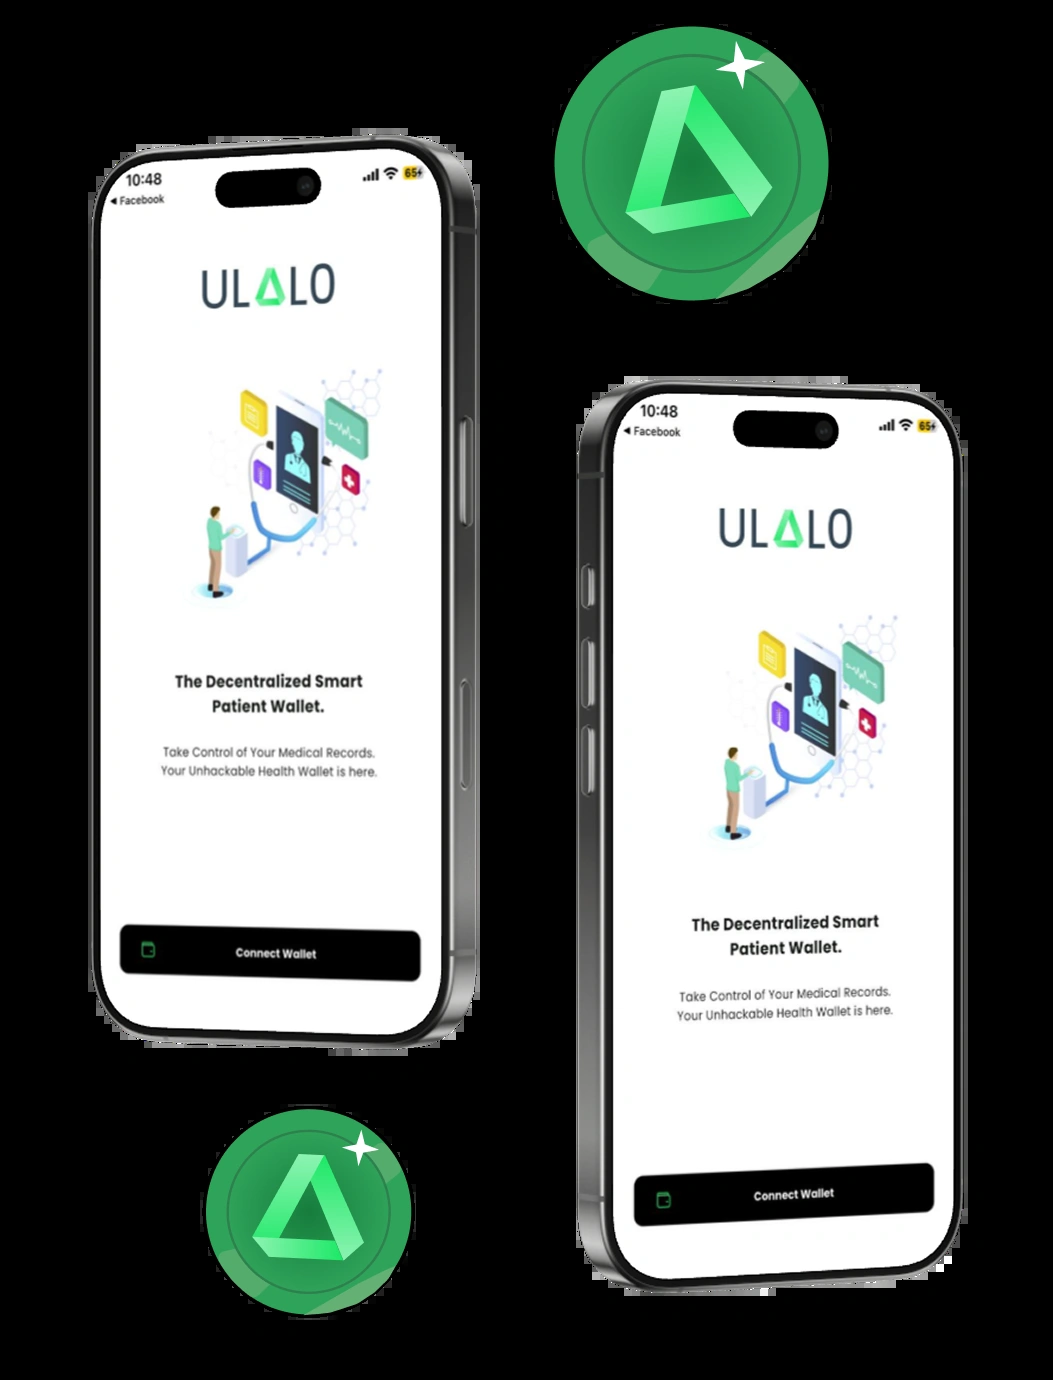 10:48
65
◀ Facebook
ULALO
The Decentralized Smart
Patient Wallet.
Take Control of Your Medical Records.
Your Unhackable Health Wallet is here.
Connect Wallet
10:48
65
◀ Facebook
ULALO
The Decentralized Smart
Patient Wallet.
Take Control of Your Medical Records.
Your Unhackable Health Wallet is here.
Connect Wallet